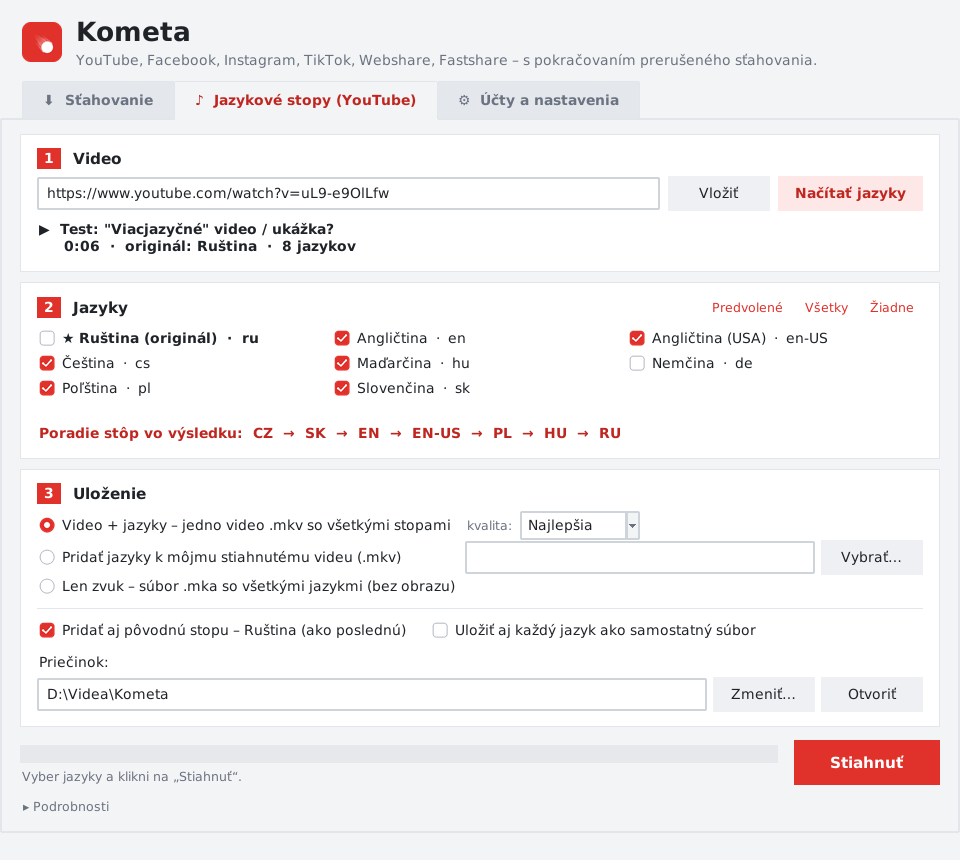 Kometa
YouTube, Facebook, Instagram, TikTok, Webshare, Fastshare – s pokračovaním prerušeného sťahovania.
⬇ Sťahovanie
♪ Jazykové stopy (YouTube)
⚙ Účty a nastavenia
1 Video
https://www.youtube.com/watch?v=uL9-e9OlLfw
Vložiť
Načítať jazyky
▶ Test: "Viacjazyčné" video / ukážka?
0:06 · originál: Ruština · 8 jazykov
2 Jazyky
Predvolené Všetky Žiadne
★ Ruština (originál) · ru
Angličtina · en
Angličtina (USA) · en-US
Čeština · cs
Maďarčina · hu
Nemčina · de
Poľština · pl
Slovenčina · sk
Poradie stôp vo výsledku: CZ → SK → EN → EN-US → PL → HU → RU
3 Uloženie
Video + jazyky – jedno video .mkv so všetkými stopami
kvalita: Najlepšia
Pridať jazyky k môjmu stiahnutému videu (.mkv)
Vybrať...
Len zvuk – súbor .mka so všetkými jazykmi (bez obrazu)
Pridať aj pôvodnú stopu – Ruština (ako poslednú)
Uložiť aj každý jazyk ako samostatný súbor
Priečinok:
D:\Videa\Kometa
Zmeniť...
Otvoriť
Stiahnuť
Vyber jazyky a klikni na „Stiahnuť“.
▸ Podrobnosti